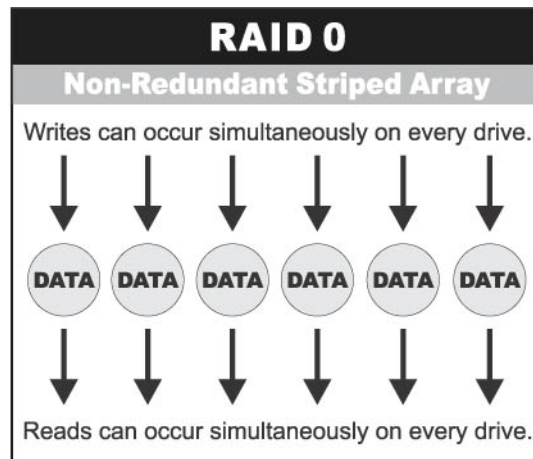 RAID 0
Non-Redundant Striped Array
Writes can occur simultaneously on every drive.
DATA DATA DATA DATA DATA DATA
Reads can occur simultaneously on every drive.